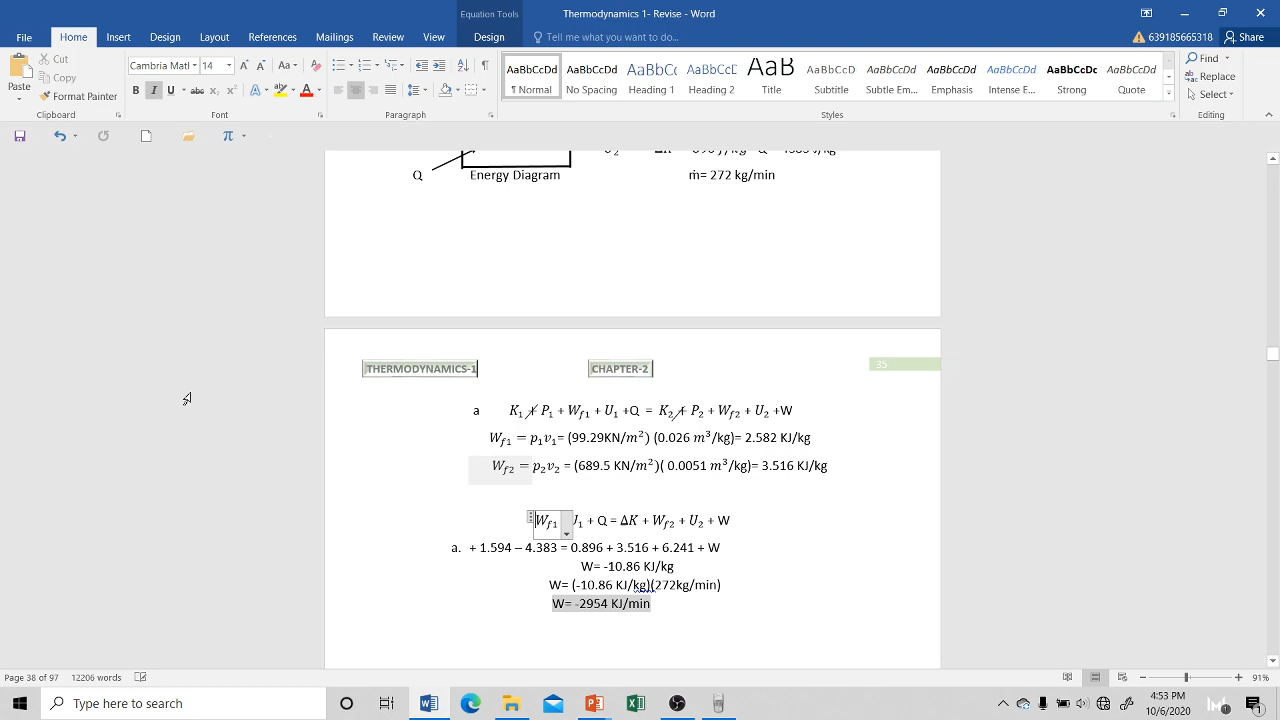 Equation Tools
Thermodynamics 1- Revise - Word
File Home Insert Design Layout References Mailings Review View Design Tell me what you want to do... 639185665318 Share
Paste
Cut
Copy
Format Painter
Cambria Mat 14 Aa
B I U abc x₂ x² A A
AaBbCcDd ¶ Normal
AaBbCcDd No Spacing
AaBbCc Heading 1
AaBbCcD Heading 2
AaB Title
AaBbCcD Subtitle
AaBbCcDd Subtle Em...
AaBbCcDd Emphasis
AaBbCcDd Intense E...
AaBbCcDc Strong
AaBbCcDd Quote
Find
Replace
Select
Clipboard Font Paragraph Styles Editing
Q Energy Diagram ṁ= 272 kg/min
THERMODYNAMICS-1 CHAPTER-2 35
a K₁ + P₁ + W_f1 + U₁ +Q = K₂ + P₂ + W_f2 + U₂ +W
W_f1 = p₁v₁= (99.29KN/m²) (0.026 m³/kg)= 2.582 KJ/kg
W_f2 = p₂v₂ = (689.5 KN/m²)( 0.0051 m³/kg)= 3.516 KJ/kg
W_f1 U₁ + Q = ΔK + W_f2 + U₂ + W
a. + 1.594 – 4.383 = 0.896 + 3.516 + 6.241 + W
W= -10.86 KJ/kg
W= (-10.86 KJ/kg)(272kg/min)
W= -2954 KJ/min
Page 38 of 97 12206 words 91%
Type here to search
4:53 PM
10/6/2020